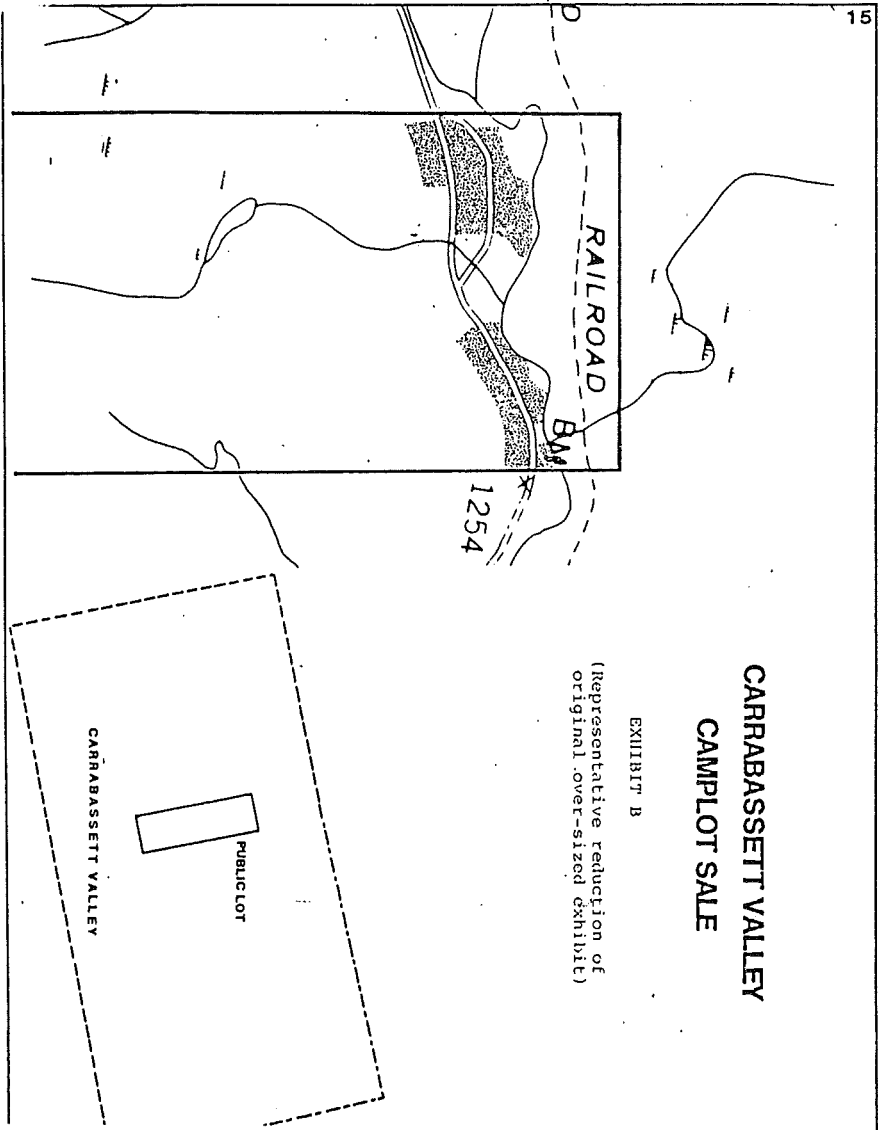 15
CARRABASSETT VALLEY
CAMPLOT SALE
EXHIBIT B
(Representative reduction of
original over-sized exhibit)
D
RAILROAD
1254
PUBLIC LOT
CARRABASSETT VALLEY